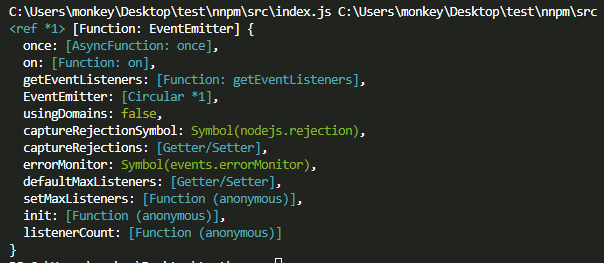 C:\Users\monkey\Desktop\test\nnpm\src\index.js C:\Users\monkey\Desktop\test\nnpm\src
<ref *1> [Function: EventEmitter] {
  once: [AsyncFunction: once],
  on: [Function: on],
  getEventListeners: [Function: getEventListeners],
  EventEmitter: [Circular *1],
  usingDomains: false,
  captureRejectionSymbol: Symbol(nodejs.rejection),
  captureRejections: [Getter/Setter],
  errorMonitor: Symbol(events.errorMonitor),
  defaultMaxListeners: [Getter/Setter],
  setMaxListeners: [Function (anonymous)],
  init: [Function (anonymous)],
  listenerCount: [Function (anonymous)]
}